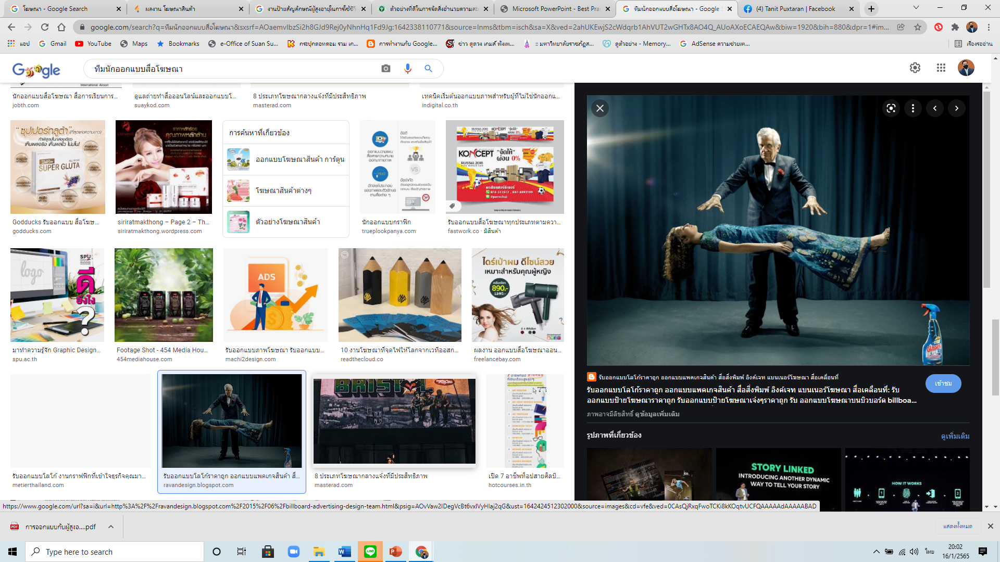 โฆษณา - Google Search
ผลงาน โฆษณาสินค้า
งานป้ายสัญลักษณ์ผู้สูงอายุในการใช้ชีวิ
ตัวอย่างที่ดีในการจัดสิ่งอำนวยความสะ
Microsoft PowerPoint - Best Pra
ทีมนักออกแบบสื่อโฆษณา - Google S
(4) Tanit Puxtaran | Facebook
google.com/search?q=ทีมนักออกแบบสื่อโฆษณา&sxsrf=AOaemvIbzSi2h8GJd9Rej0yNhnHq1Fd9Jg:1642338110771&source=lnms&tbm=isch&sa=X&ved=2ahUKEwjS2cWdqrb1AhVUT2wGHTx8AO4Q_AUoAXoECAEQAw&biw=1920&bih=880&dpr=1#im...
แอป
Gmail
YouTube
Maps
Bookmarks
e-Office of Suan Su...
กระปุกดอทคอม รวม เก...
การทำงานกับ Google...
ข่าว ดูดวง เกมส์ ฟังเพ...
:: มหาวิทยาลัยราชภัฏส...
ดูตัวอย่าง - Memory...
AdSense ความช่วยเห...
เรื่องรออ่าน
Google
ทีมนักออกแบบสื่อโฆษณา
International Airport
นักออกแบบสื่อโฆษณา สื่อการเรียนการ...
jobth.com
ดูแลถ่ายทำสื่อออนไลน์และออกแบบโ...
suaykod.com
8 ประเภทโฆษณากลางแจ้งที่มีประสิทธิภาพ
masterad.com
เทคนิคเริ่มต้นออกแบบภาพสำหรับผู้ที่ไม่ใช่นักออกแ...
indigital.co.th
"ซุปเปอร์กลูต้า"
SUPER GLUTA
ราคาหลักร้อย
คุณภาพหลักล้าน
การค้นหาที่เกี่ยวข้อง
ออกแบบโฆษณาสินค้า การ์ตูน
โฆษณาสินค้าต่างๆ
ตัวอย่างโฆษณาสินค้า
VS
RUSSIA 2018
KONCEPT
"จัดให้"
ผ่อน 0%
KONCEPT
"จัดให้"
ผ่อน 0%
RUSSIA 2018
Godducks รับออกแบบ สื่อโฆษ...
godducks.com
siriratmakthong – Page 2 – Th...
siriratmakthong.wordpress.com
นักออกแบบกราฟิก
trueplookpanya.com
รับออกแบบสื่อโฆษณาทุกประเภทตามควา...
fastwork.co · มีสินค้า
logo
SPU
ดี
ยังไง
?
ADS
ไดร์เป่าผม ดีไซน์สวย
เหมาะสำหรับคุณผู้หญิง
890.-
1590.-
มาทำความรู้จัก Graphic Design...
spu.ac.th
Footage Shot - 454 Media Hou...
454mediahouse.com
รับออกแบบภาพโฆษณา รับออกแบบ...
machi2design.com
10 งานโฆษณาที่จุดไฟให้โลกจากเวทีออสก...
readthecloud.co
ผลงาน ออกแบบสื่อโฆษณาออน...
freelancebay.com
BRISTOL
รับออกแบบโลโก้ งานกราฟฟิกที่เข้าใจธุรกิจคุณมา...
metierthailand.com
รับออกแบบโลโก้ราคาถูก ออกแบบแพคเกจสินค้า สื่...
ravandesign.blogspot.com
8 ประเภทโฆษณากลางแจ้งที่มีประสิทธิภาพ
masterad.com
เปิด 7 อาชีพท็อปสายศิลป์...
hotcourses.in.th
Glassex
รับออกแบบโลโก้ราคาถูก ออกแบบแพคเกจสินค้า สื่อสิ่งพิมพ์ อิงค์เจท แบนเนอร์โฆษณา สื่อเคลื่อนที่
รับออกแบบโลโก้ราคาถูก ออกแบบแพคเกจสินค้า สื่อสิ่งพิมพ์ อิงค์เจท แบนเนอร์โฆษณา สื่อเคลื่อนที่: รับ
ออกแบบป้ายโฆษณาราคาถูก รับออกแบบป้ายโฆษณาเจ๋งๆราคาถูก รับ ออกแบบโฆษณาบนบิวบอร์ด billboa...
เข้าชม
ภาพอาจมีลิขสิทธิ์ ดูข้อมูลเพิ่มเติม
รูปภาพที่เกี่ยวข้อง
ดูเพิ่มเติม
STORY LINKED
INTRODUCING ANOTHER DYNAMIC
WAY TO TELL YOUR STORY
HOW IT WORKS
https://www.google.com/url?sa=i&url=http%3A%2F%2Fravandesign.blogspot.com%2F2015%2F06%2Fbillboard-advertising-design-team.html&psig=AOvVaw2IDegVcBt6vxIVyHIaj2qG&ust=1642424512302000&source=images&cd=vfe&ved=0CAsQjRxqFwoTCKi8kKOqtvUCFQAAAAAdAAAAABAD
การออกแบบกับผู้สูงอ....pdf
แสดงทั้งหมด
Type here to search
ไทย
20:02
16/1/2565